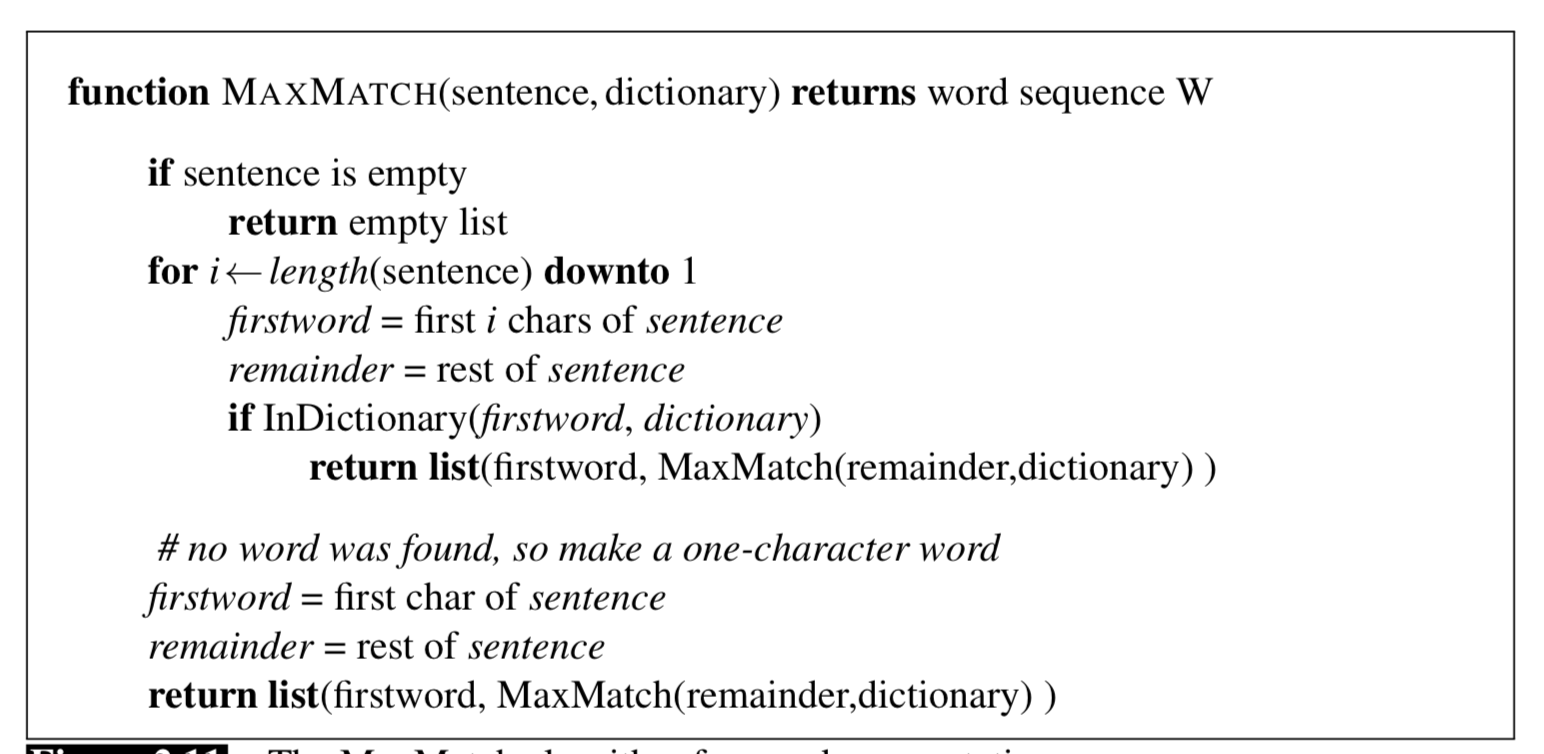 function MAXMATCH(sentence, dictionary) returns word sequence W
if sentence is empty
return empty list
for i ← length(sentence) downto 1
firstword = first i chars of sentence
remainder = rest of sentence
if InDictionary(firstword, dictionary)
return list(firstword, MaxMatch(remainder,dictionary) )
# no word was found, so make a one-character word
firstword = first char of sentence
remainder = rest of sentence
return list(firstword, MaxMatch(remainder,dictionary) )